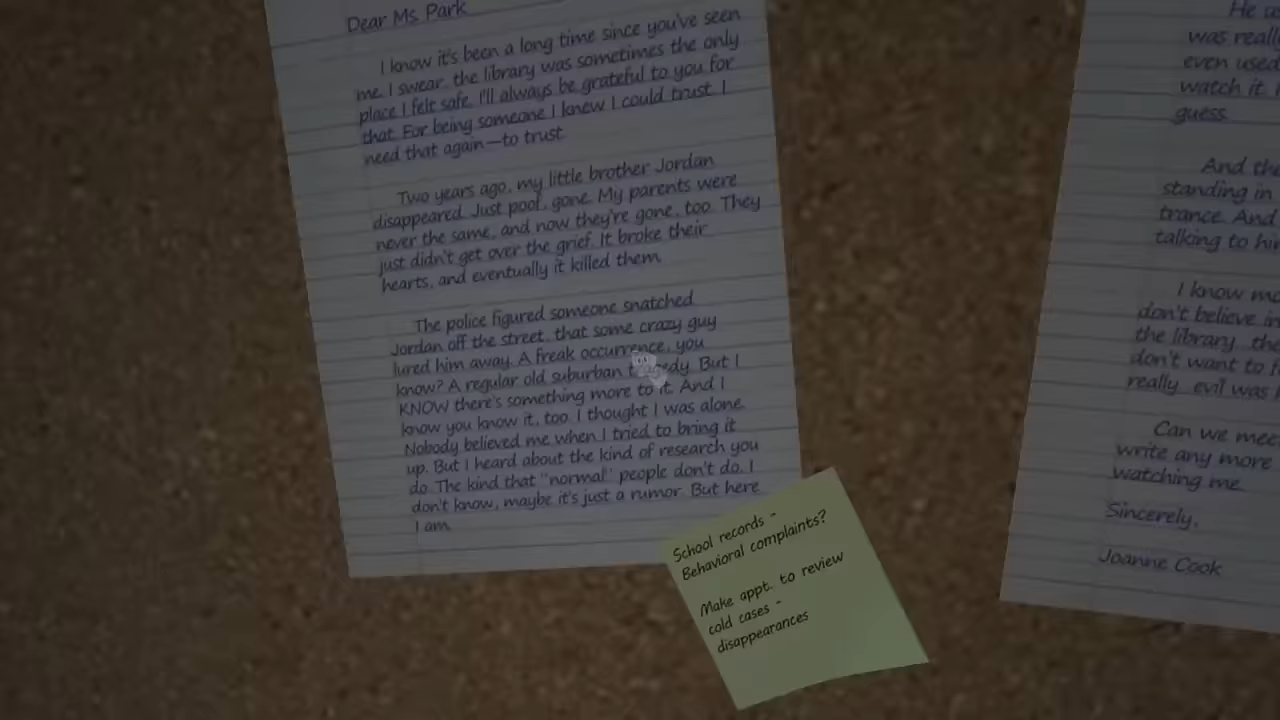 Dear Ms. Park
I know it's been a long time since you've seen
me. I swear, the library was sometimes the only
place I felt safe. I'll always be grateful to you for
that. For being someone I knew I could trust. I
need that again—to trust.
Two years ago, my little brother Jordan
disappeared. Just poof, gone. My parents were
never the same, and now they're gone, too. They
just didn't get over the grief. It broke their
hearts, and eventually it killed them.
The police figured someone snatched
Jordan off the street, that some crazy guy
lured him away. A freak occurrence, you
know? A regular old suburban tragedy. But I
KNOW there's something more to it. And I
know you know it, too. I thought I was alone.
Nobody believed me when I tried to bring it
up. But I heard about the kind of research you
do. The kind that "normal" people don't do. I
don't know, maybe it's just a rumor. But here
I am.
School records -
Behavioral complaints?
Make appt. to review
cold cases -
disappearances
He
was
even used
watch it.
guess.
And
standing in
trance. And
talking to
I know
don't believe
the library, the
don't want to
really evil was
Can we
write any more
watching me.
Sincerely,
Joanne Cook